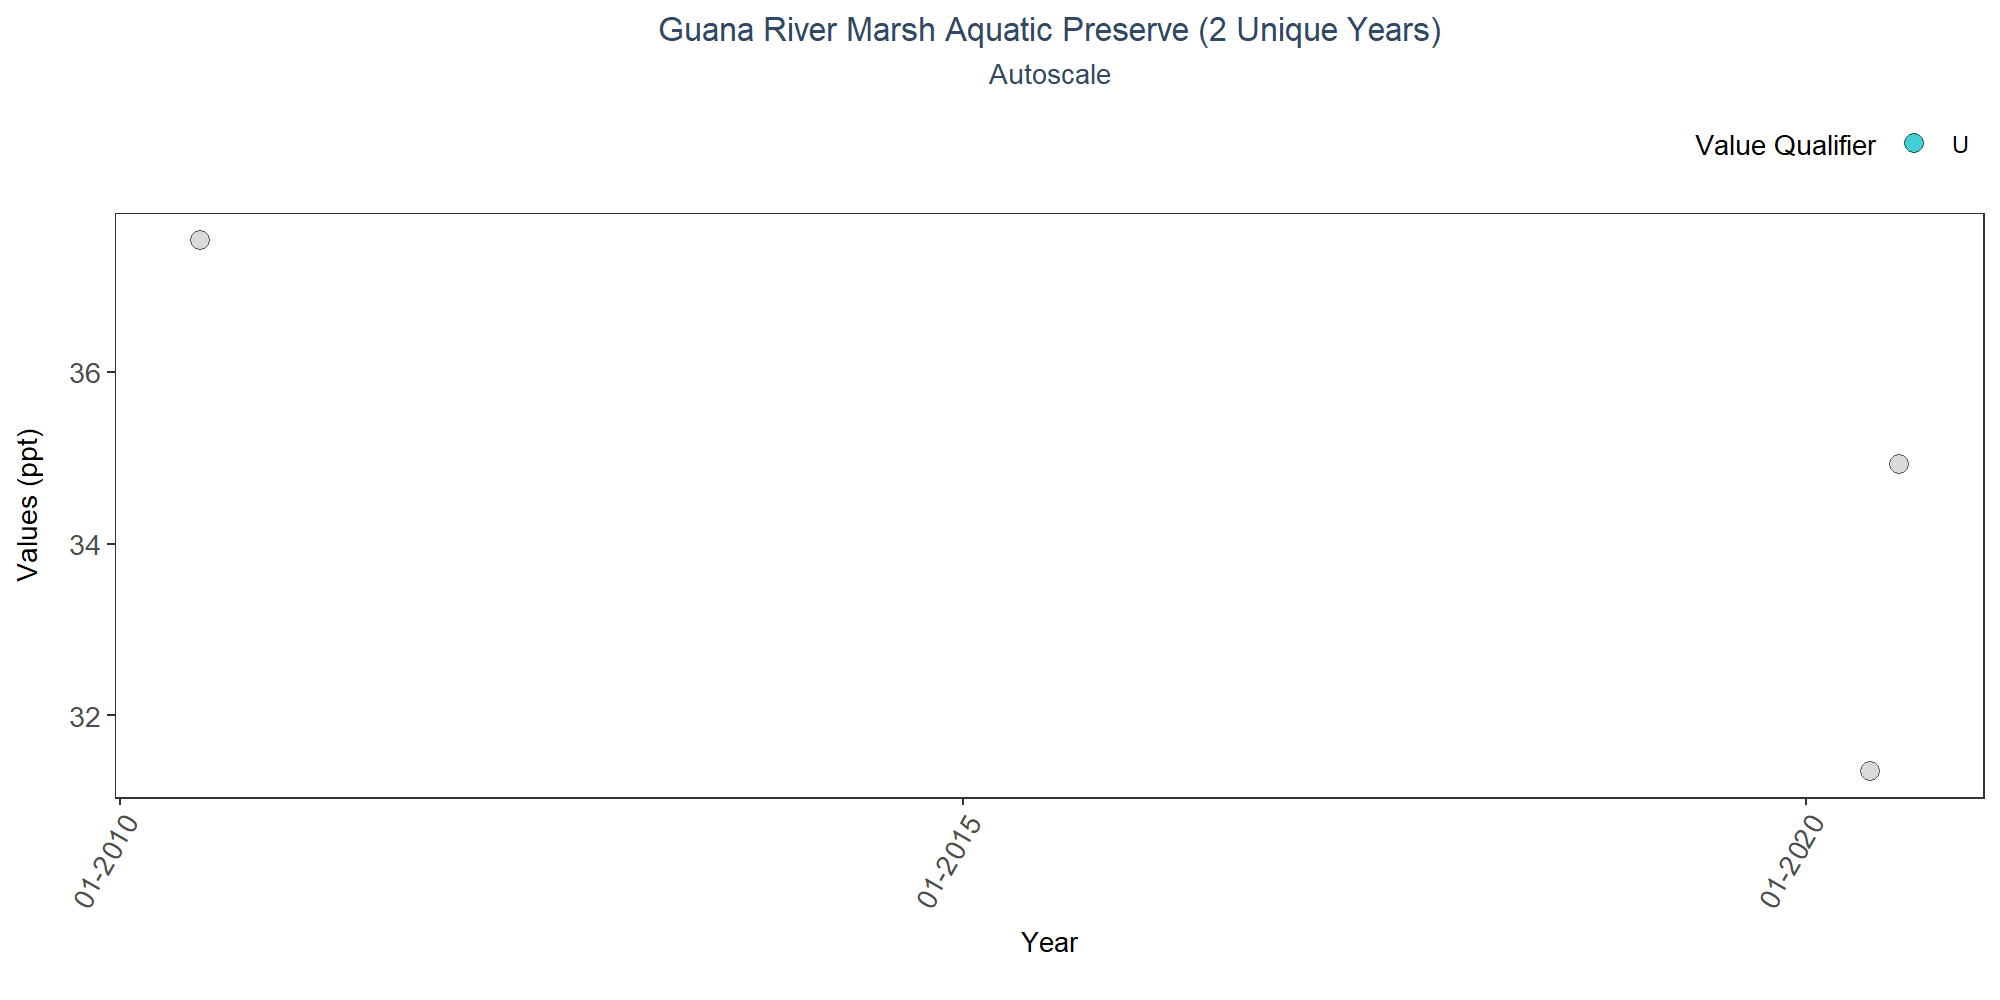 Guana River Marsh Aquatic Preserve (2 Unique Years)
Autoscale
Value Qualifier U
36
34
32
Values (ppt)
01-2010
01-2015
01-2020
Year